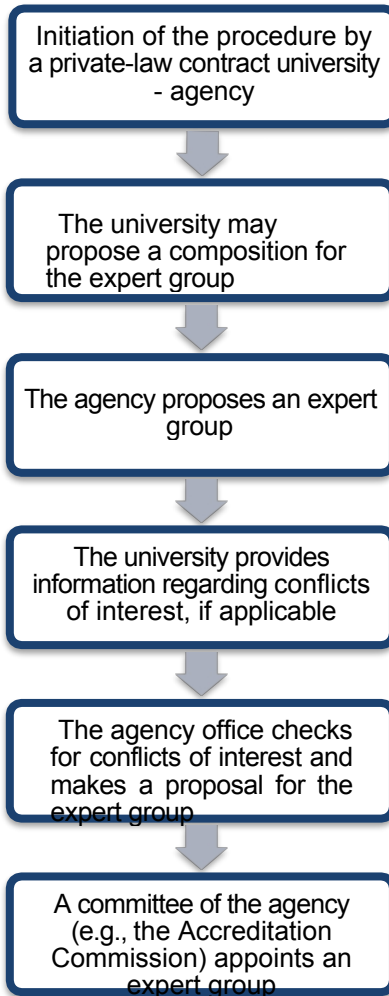 Initiation of the procedure by
a private-law contract university
- agency
The university may
propose a composition for
the expert group
The agency proposes an expert
group
The university provides
information regarding conflicts
of interest, if applicable
The agency office checks
for conflicts of interest and
makes a proposal for the
expert group
A committee of the agency
(e.g., the Accreditation
Commission) appoints an
expert group